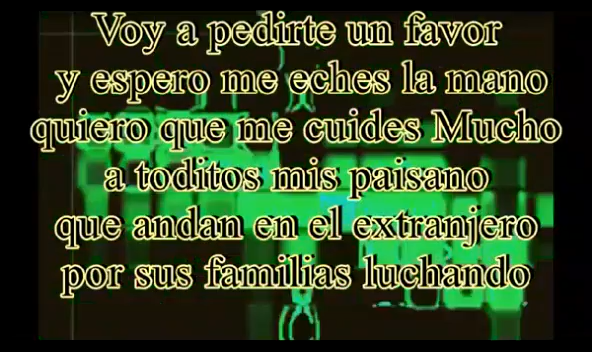 Voy a pedirte un favor
y espero me eches la mano
quiero que me cuides Mucho
a toditos mis paisano
que andan en el extranjero
por sus familias luchando